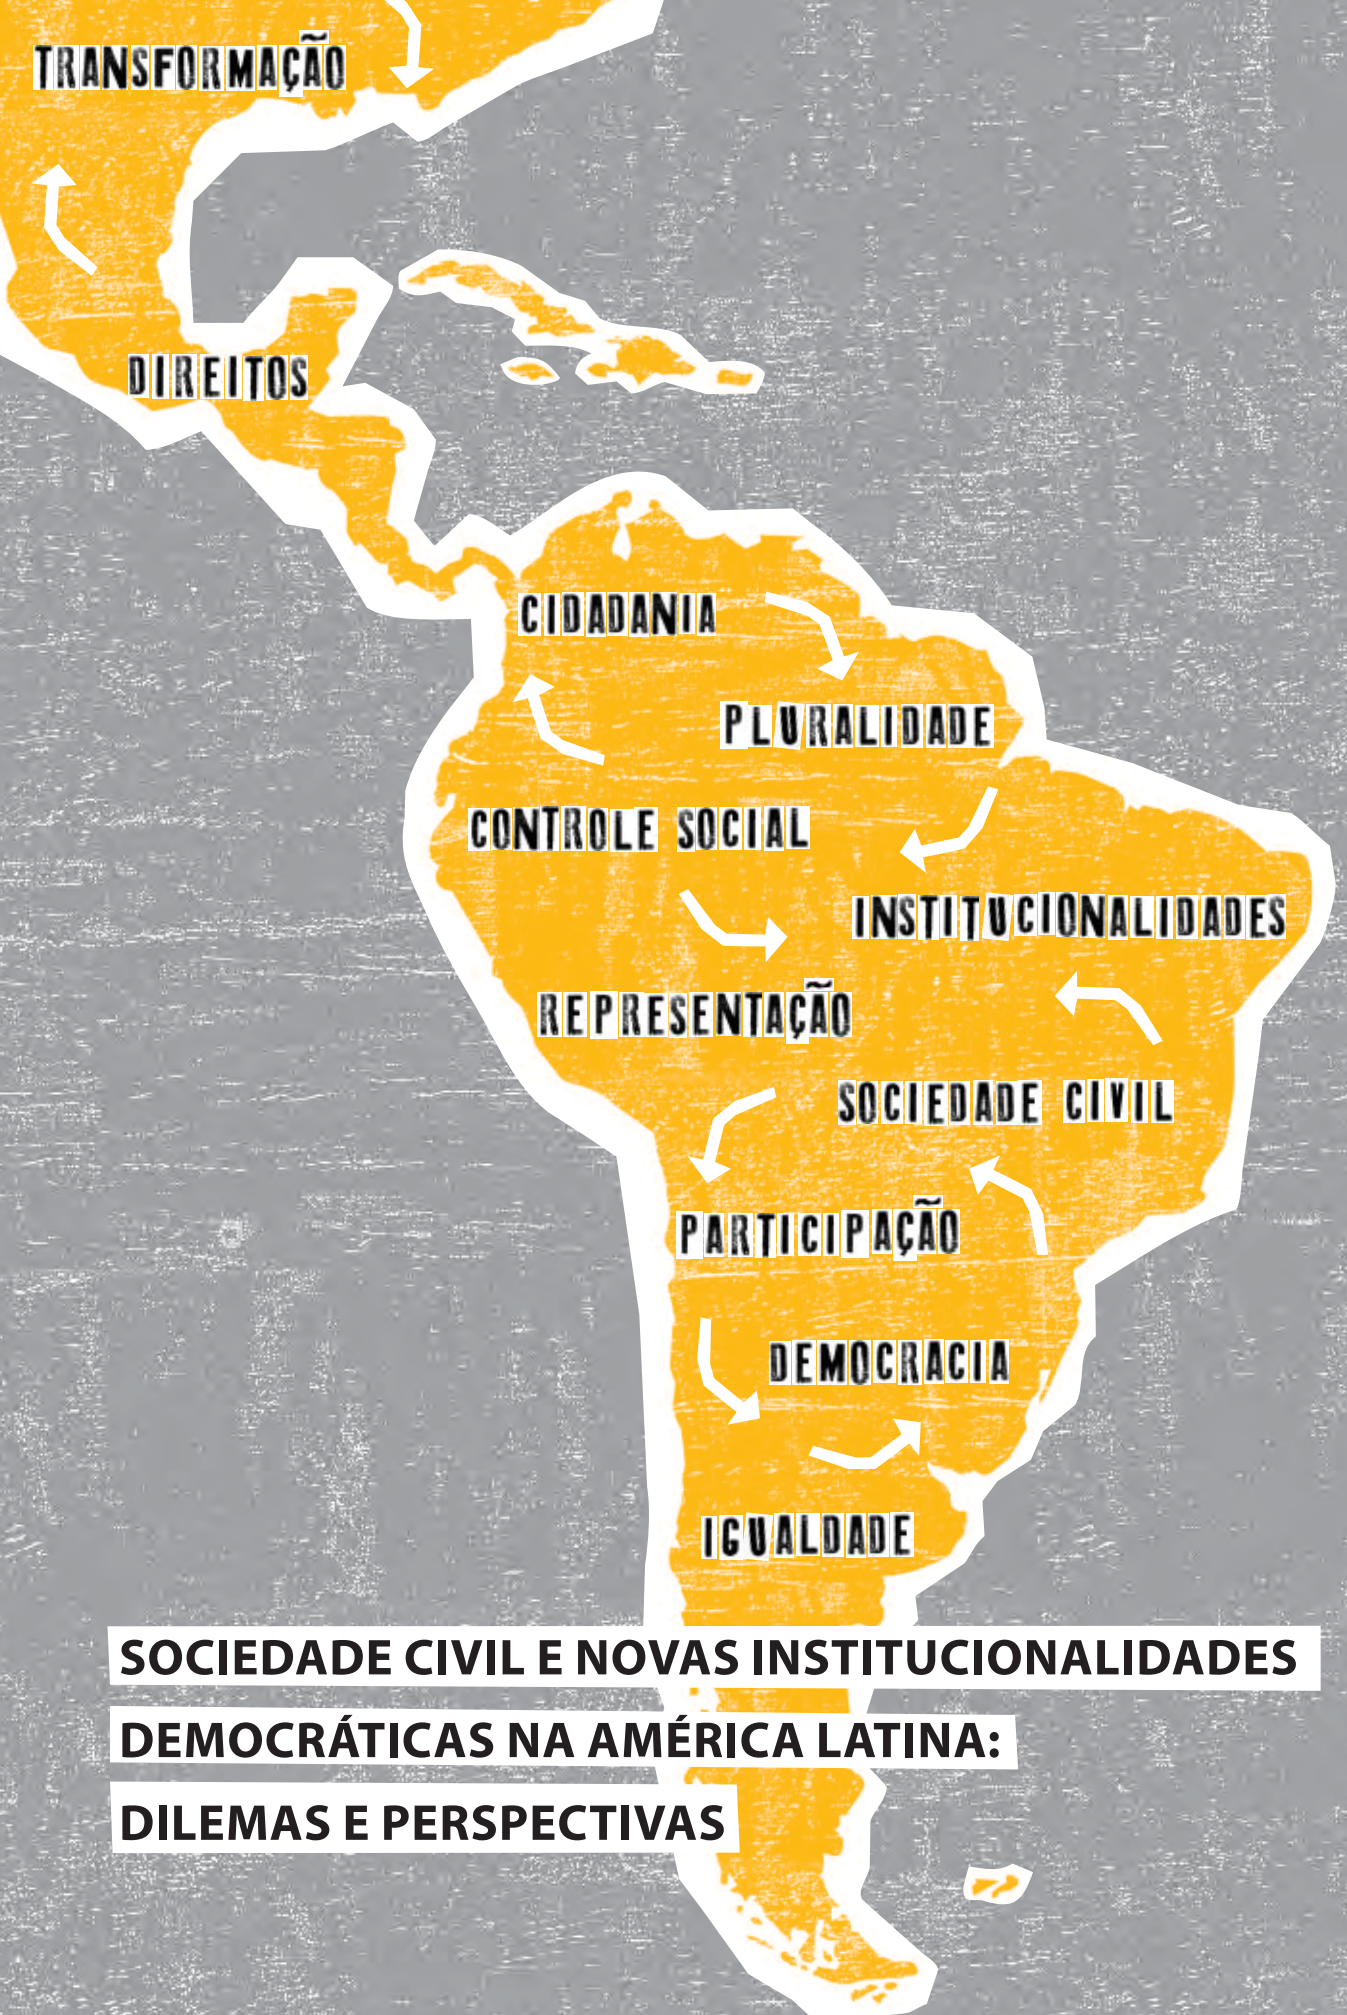 TRANSFORMAÇÃO
DIREITOS
CIDADANIA
PLURALIDADE
CONTROLE SOCIAL
INSTITUCIONALIDADES
REPRESENTAÇÃO
SOCIEDADE CIVIL
PARTICIPAÇÃO
DEMOCRACIA
IGUALDADE
SOCIEDADE CIVIL E NOVAS INSTITUCIONALIDADES
DEMOCRÁTICAS NA AMÉRICA LATINA:
DILEMAS E PERSPECTIVAS